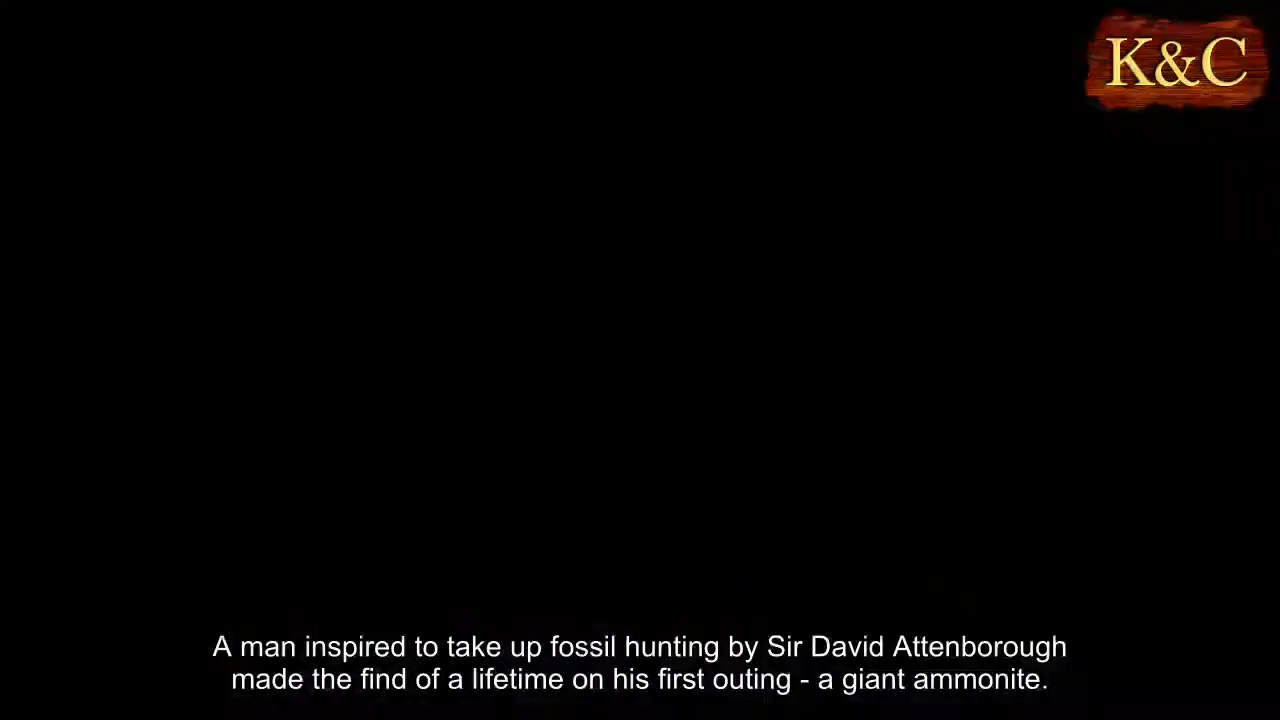 K&C
A man inspired to take up fossil hunting by Sir David Attenborough
made the find of a lifetime on his first outing - a giant ammonite.